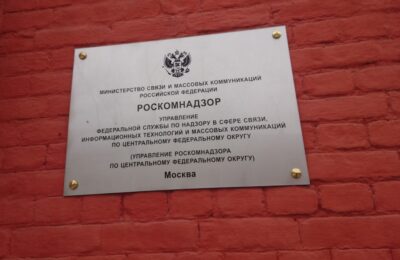 МИНИСТЕРСТВО СВЯЗИ И МАССОВЫХ КОММУНИКАЦИЙ
РОССИЙСКОЙ ФЕДЕРАЦИИ
РОСКОМНАДЗОР
УПРАВЛЕНИЕ
ФЕДЕРАЛЬНОЙ СЛУЖБЫ ПО НАДЗОРУ В СФЕРЕ СВЯЗИ,
ИНФОРМАЦИОННЫХ ТЕХНОЛОГИЙ И МАССОВЫХ КОММУНИКАЦИЙ
ПО ЦЕНТРАЛЬНОМУ ФЕДЕРАЛЬНОМУ ОКРУГУ
(УПРАВЛЕНИЕ РОСКОМНАДЗОРА
ПО ЦЕНТРАЛЬНОМУ ФЕДЕРАЛЬНОМУ ОКРУГУ)
Москва